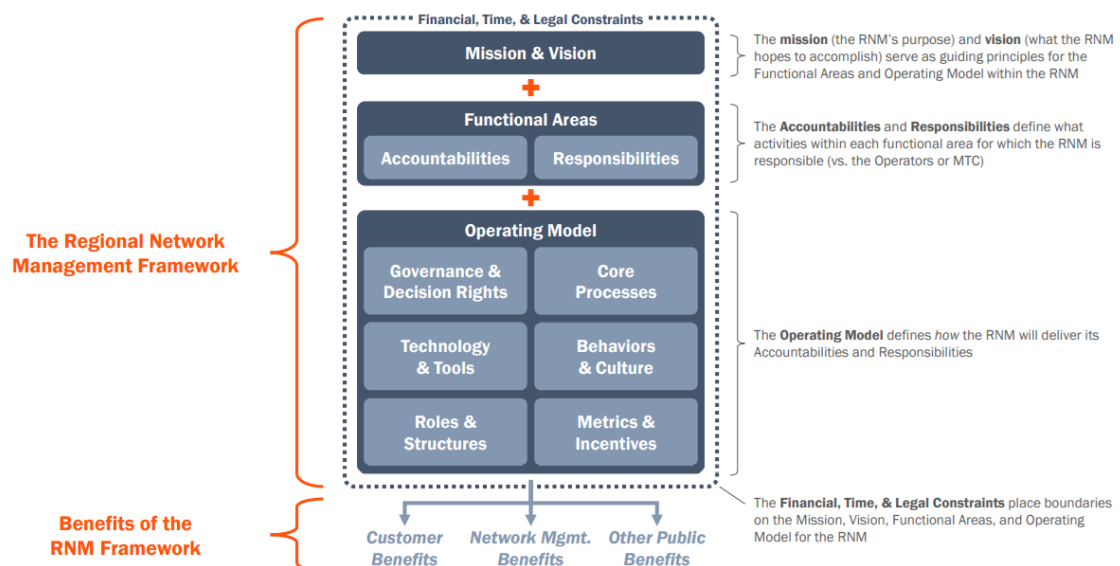 Financial, Time, & Legal Constraints
Mission & Vision
The mission (the RNM's purpose) and vision (what the RNM
hopes to accomplish) serve as guiding principles for the
Functional Areas and Operating Model within the RNM
Functional Areas
Accountabilities
Responsibilities
The Accountabilities and Responsibilities define what
activities within each functional area for which the RNM is
responsible (vs. the Operators or MTC)
The Regional Network
Management Framework
Operating Model
Governance &
Decision Rights
Core
Processes
Technology
& Tools
Behaviors
& Culture
Roles &
Structures
Metrics &
Incentives
The Operating Model defines how the RNM will deliver its
Accountabilities and Responsibilities
Benefits of the
RNM Framework
Customer
Benefits
Network Mgmt.
Benefits
Other Public
Benefits
The Financial, Time, & Legal Constraints place boundaries
on the Mission, Vision, Functional Areas, and Operating
Model for the RNM